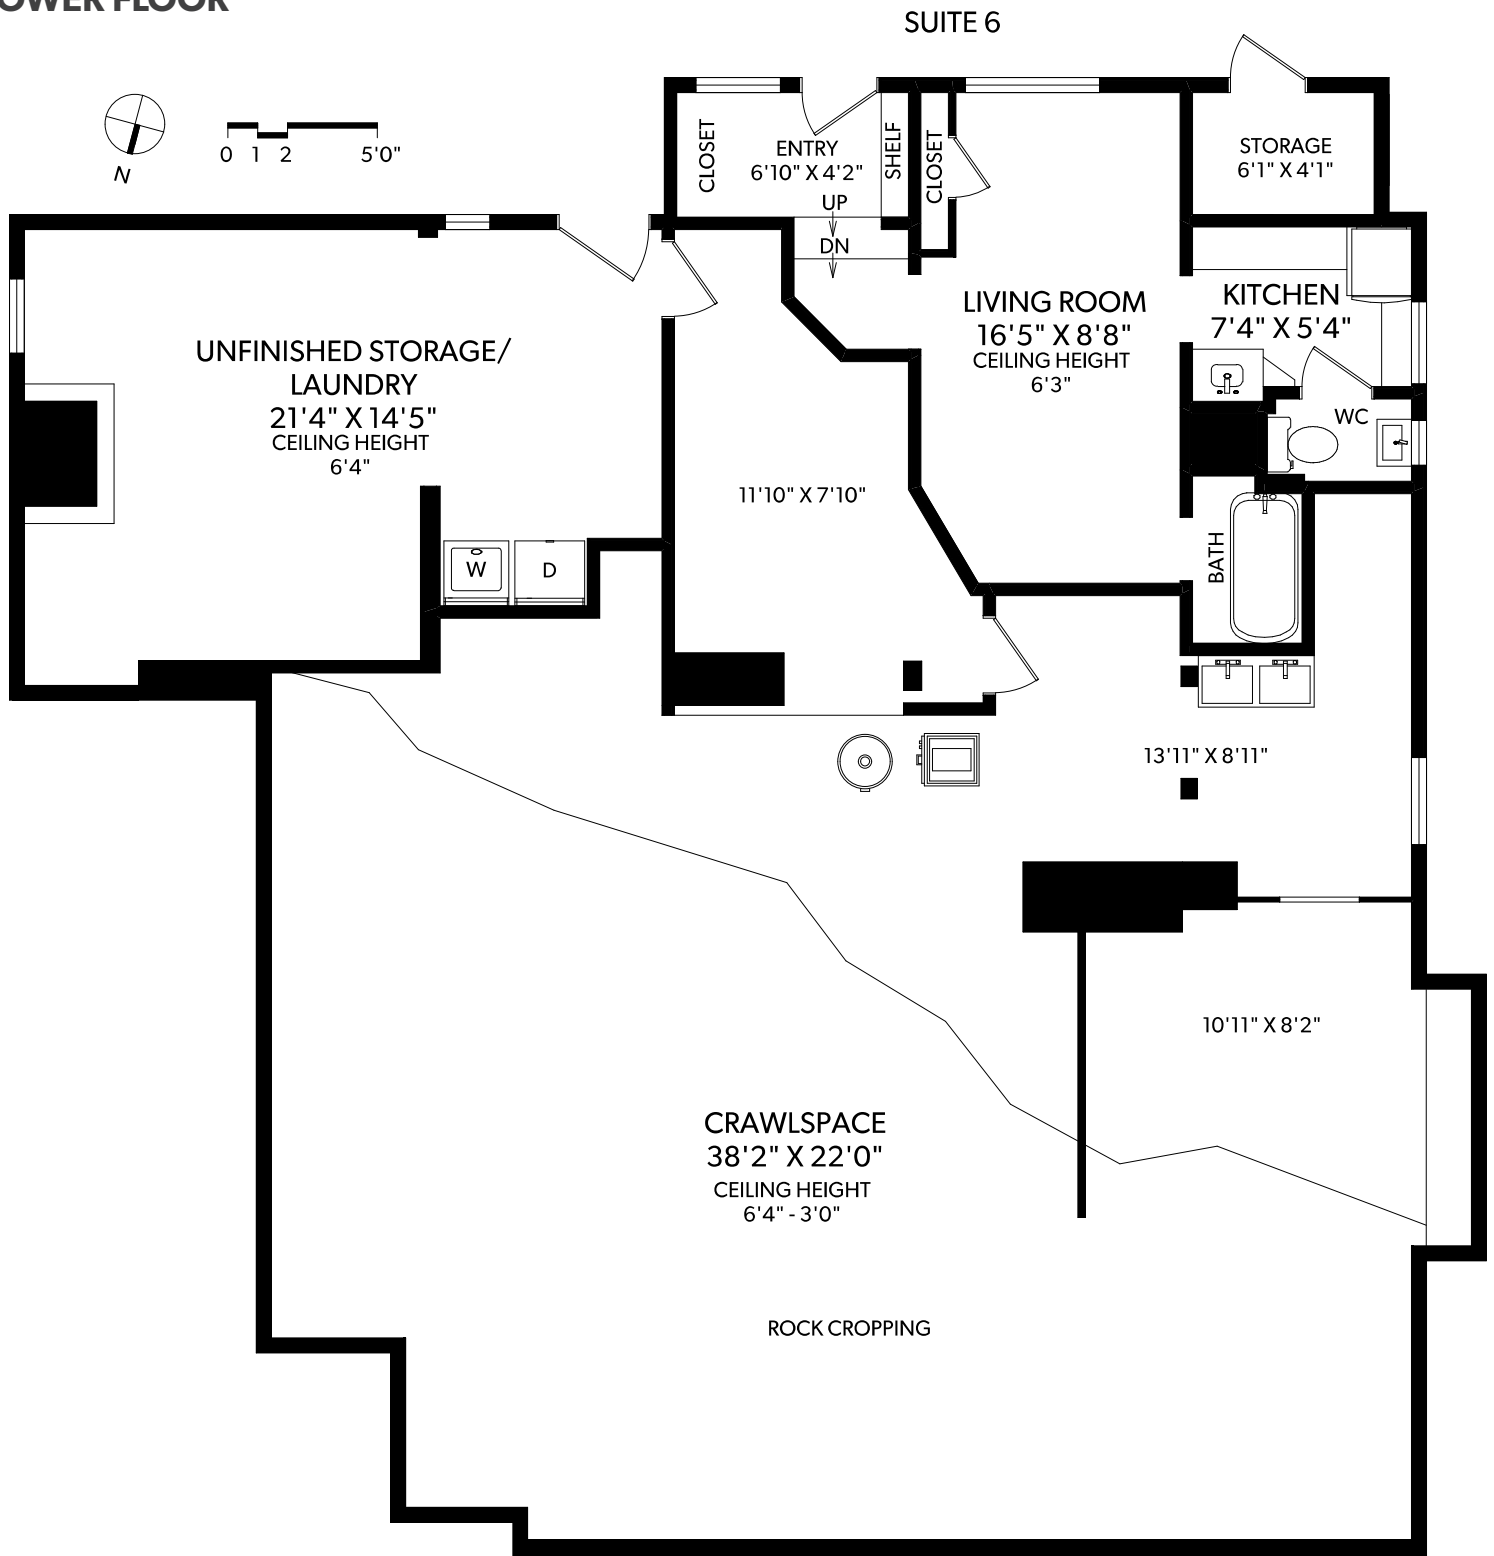 OWER FLOOR
SUITE 6
N
0 1 2 5'0"
CLOSET
ENTRY
6'10" X 4'2"
SHELF
UP
DN
CLOSET
STORAGE
6'1" X 4'1"
LIVING ROOM
16'5" X 8'8"
CEILING HEIGHT
6'3"
KITCHEN
7'4" X 5'4"
UNFINISHED STORAGE/
LAUNDRY
21'4" X 14'5"
CEILING HEIGHT
6'4"
WC
11'10" X 7'10"
BATH
W
D
13'11" X 8'11"
10'11" X 8'2"
CRAWLSPACE
38'2" X 22'0"
CEILING HEIGHT
6'4" - 3'0"
ROCK CROPPING